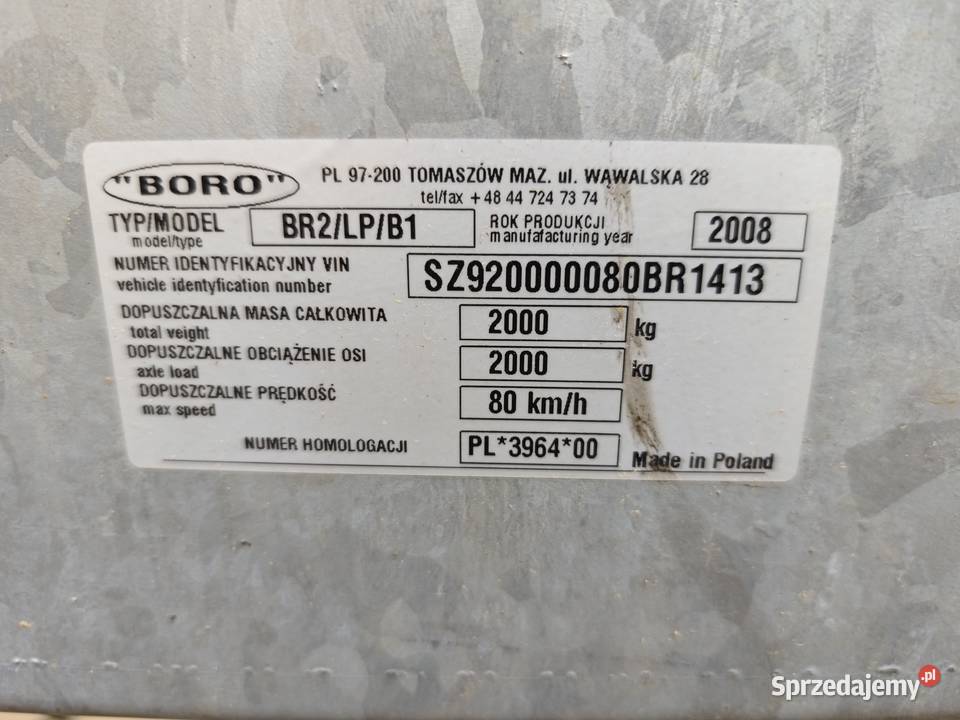 "BORO" PL 97-200 TOMASZÓW MAZ. ul. WĄWALSKA 28
tel/fax +48 44 724 73 74
TYP/MODEL BR2/LP/B1 ROK PRODUKCJI 2008
model/type manufafacturing year
NUMER IDENTYFIKACYJNY VIN SZ920000080BR1413
vehicle identyfication number
DOPUSZCZALNA MASA CAŁKOWITA 2000 kg
total veight
DOPUSZCZALNE OBCIĄŻENIE OSI 2000 kg
axle load
DOPUSZCZALNE PRĘDKOŚĆ 80 km/h
max speed
NUMER HOMOLOGACJI PL*3964*00 Made in Poland
Sprzedajemy.pl